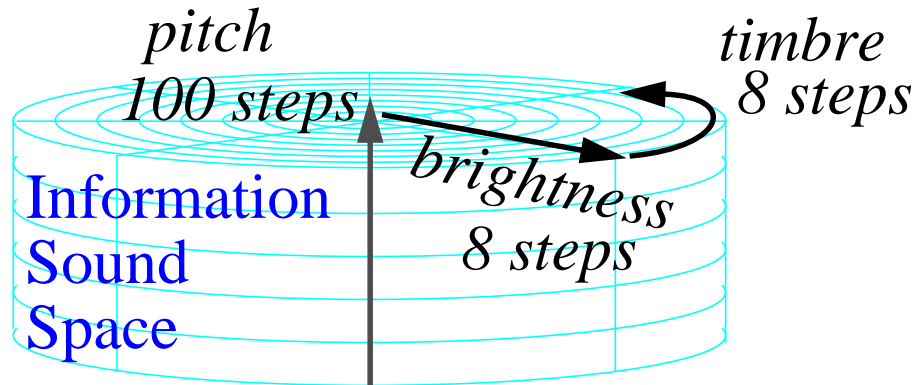 pitch
100 steps
timbre
8 steps
brightness
8 steps
Information
Sound
Space